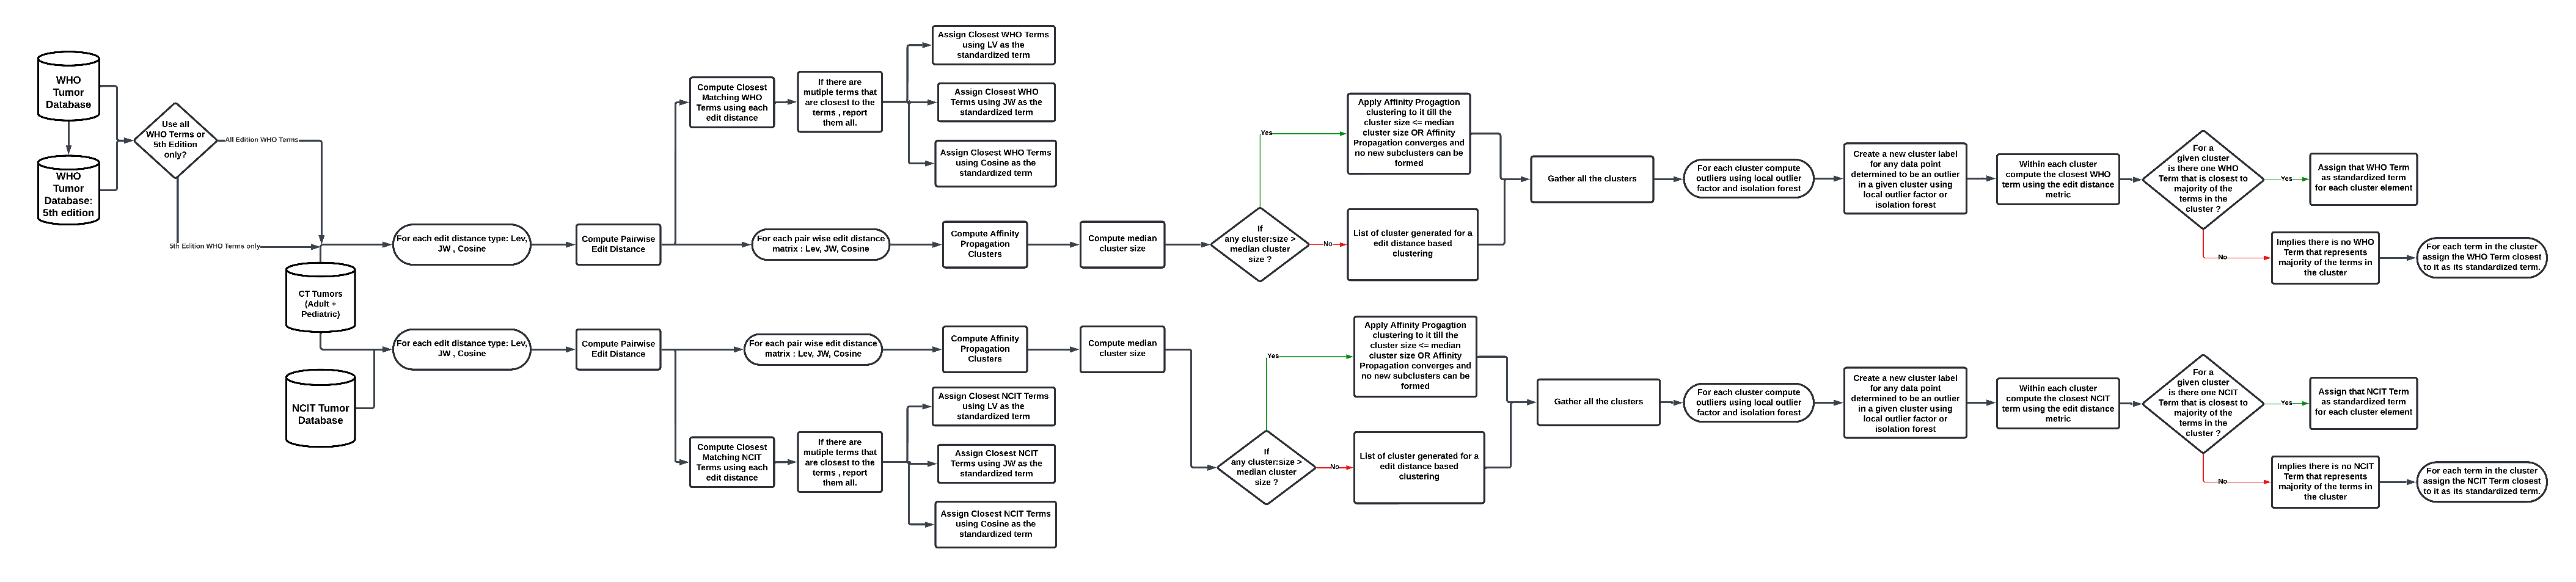 WHO
Tumor
Database
WHO
Tumor
Database:
5th edition
Use all
WHO Terms or
5th Edition
only?
All Edition WHO Terms
5th Edition WHO Terms only
CT Tumors
(Adult +
Pediatric)
NCIT Tumor
Database
For each edit distance type: Lev,
JW , Cosine
Compute Pairwise
Edit Distance
Compute Closest
Matching WHO
Terms using each
edit distance
If there are
mutiple terms that
are closest to the
terms , report
them all.
Assign Closest WHO Terms
using LV as the
standardized term
Assign Closest WHO
Terms using JW as the
standardized term
Assign Closest WHO Terms
using Cosine as the
standardized term
For each pair wise edit distance
matrix : Lev, JW, Cosine
Compute Affinity
Propagation
Clusters
Compute median
cluster size
If
any cluster:size >
median cluster
size ?
Yes
No
Apply Affinity Progagtion
clustering to it till the
cluster size <= median
cluster size OR Affinity
Propagation converges and
no new subclusters can be
formed
List of cluster generated for a
edit distance based
clustering
Gather all the clusters
For each cluster compute
outliers using local outlier
factor and isolation forest
Create a new cluster label
for any data point
determined to be an outlier
in a given cluster using
local outlier factor or
isolation forest
Within each cluster
compute the closest WHO
term using the edit distance
metric
For a
given cluster
is there one WHO
Term that is closest to
majority of the
terms in the
cluster ?
Yes
No
Assign that WHO Term
as standardized term
for each cluster element
Implies there is no WHO
Term that represents
majority of the terms in
the cluster
For each term in the cluster
assign the WHO Term closest
to it as its standardized term.
For each edit distance type: Lev,
JW , Cosine
Compute Pairwise
Edit Distance
For each pair wise edit distance
matrix : Lev, JW, Cosine
Compute Affinity
Propagation
Clusters
Compute median
cluster size
Compute Closest
Matching NCIT
Terms using each
edit distance
If there are
mutiple terms that
are closest to the
terms , report
them all.
Assign Closest NCIT Terms
using LV as the
standardized term
Assign Closest NCIT
Terms using JW as the
standardized term
Assign Closest NCIT Terms
using Cosine as the
standardized term
If
any cluster:size >
median cluster
size ?
Yes
No
Apply Affinity Progagtion
clustering to it till the
cluster size <= median
cluster size OR Affinity
Propagation converges and
no new subclusters can be
formed
List of cluster generated for a
edit distance based
clustering
Gather all the clusters
For each cluster compute
outliers using local outlier
factor and isolation forest
Create a new cluster label
for any data point
determined to be an outlier
in a given cluster using
local outlier factor or
isolation forest
Within each cluster
compute the closest NCIT
term using the edit distance
metric
For a
given cluster
is there one NCIT
Term that is closest to
majority of the
terms in the
cluster ?
Yes
No
Assign that NCIT Term
as standardized term
for each cluster element
Implies there is no NCIT
Term that represents
majority of the terms in
the cluster
For each term in the cluster
assign the NCIT Term closest
to it as its standardized term.